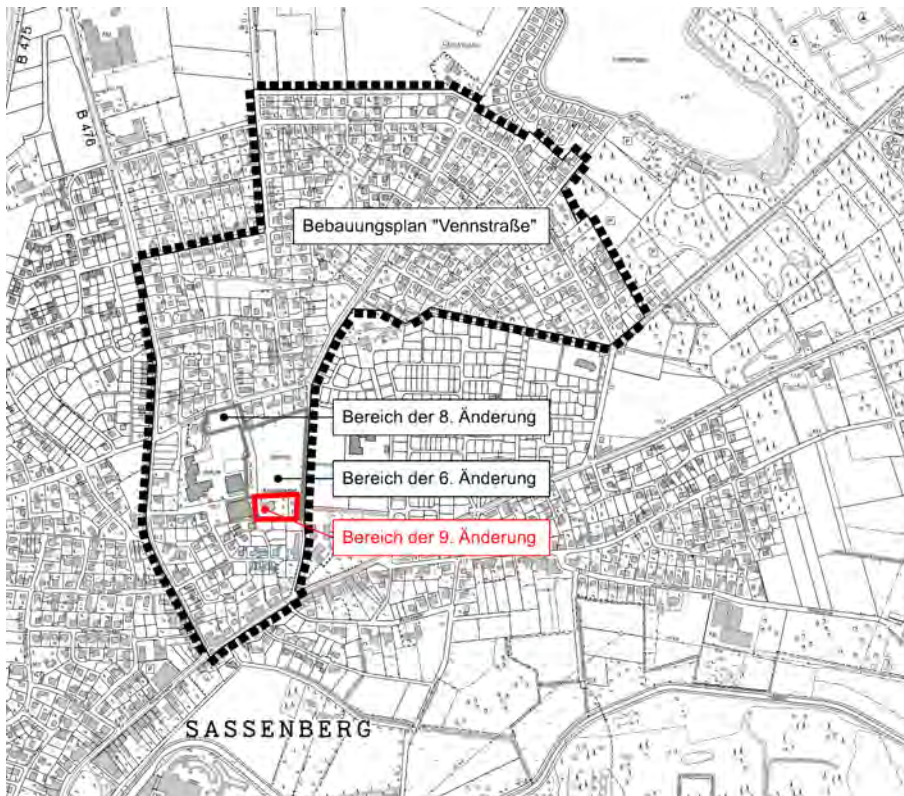 B 475
B 476
Bebauungsplan "Vennstraße"
Bereich der 8. Änderung
Bereich der 6. Änderung
Bereich der 9. Änderung
SASSENBERG